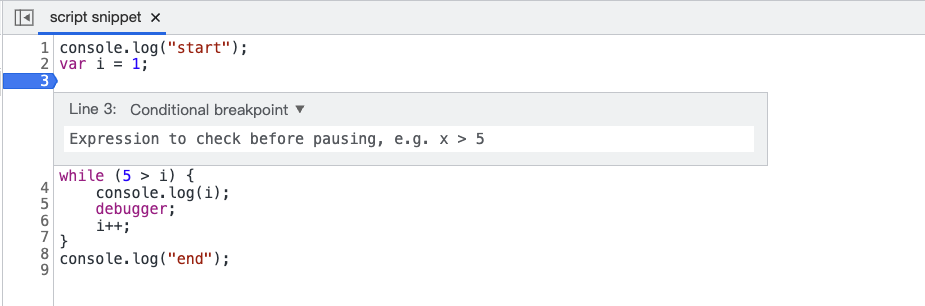 script snippet ×
1 console.log("start");
2 var i = 1;
3
Line 3: Conditional breakpoint ▼
Expression to check before pausing, e.g. x > 5
while (5 > i) {
4     console.log(i);
5     debugger;
6     i++;
7 }
8 console.log("end");
9